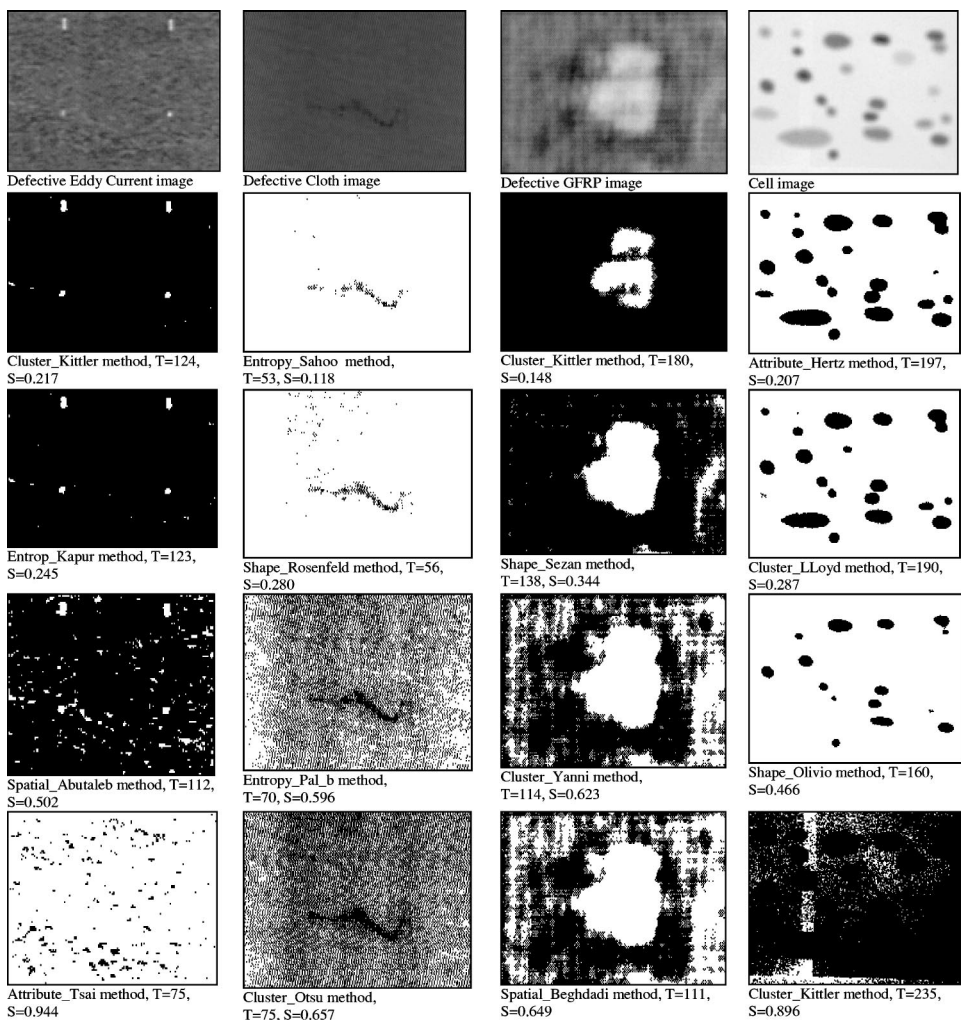 Defective Eddy Current image
Defective Cloth image
Defective GFRP image
Cell image
Cluster_Kittler method, T=124,
S=0.217
Entropy_Sahoo method,
T=53, S=0.118
Cluster_Kittler method, T=180,
S=0.148
Attribute_Hertz method, T=197,
S=0.207
Entrop_Kapur method, T=123,
S=0.245
Shape_Rosenfeld method, T=56,
S=0.280
Shape_Sezan method,
T=138, S=0.344
Cluster_LLoyd method, T=190,
S=0.287
Spatial_Abutaleb method, T=112,
S=0.502
Entropy_Pal_b method,
T=70, S=0.596
Cluster_Yanni method,
T=114, S=0.623
Shape_Olivio method, T=160,
S=0.466
Attribute_Tsai method, T=75,
S=0.944
Cluster_Otsu method,
T=75, S=0.657
Spatial_Beghdadi method, T=111,
S=0.649
Cluster_Kittler method, T=235,
S=0.896